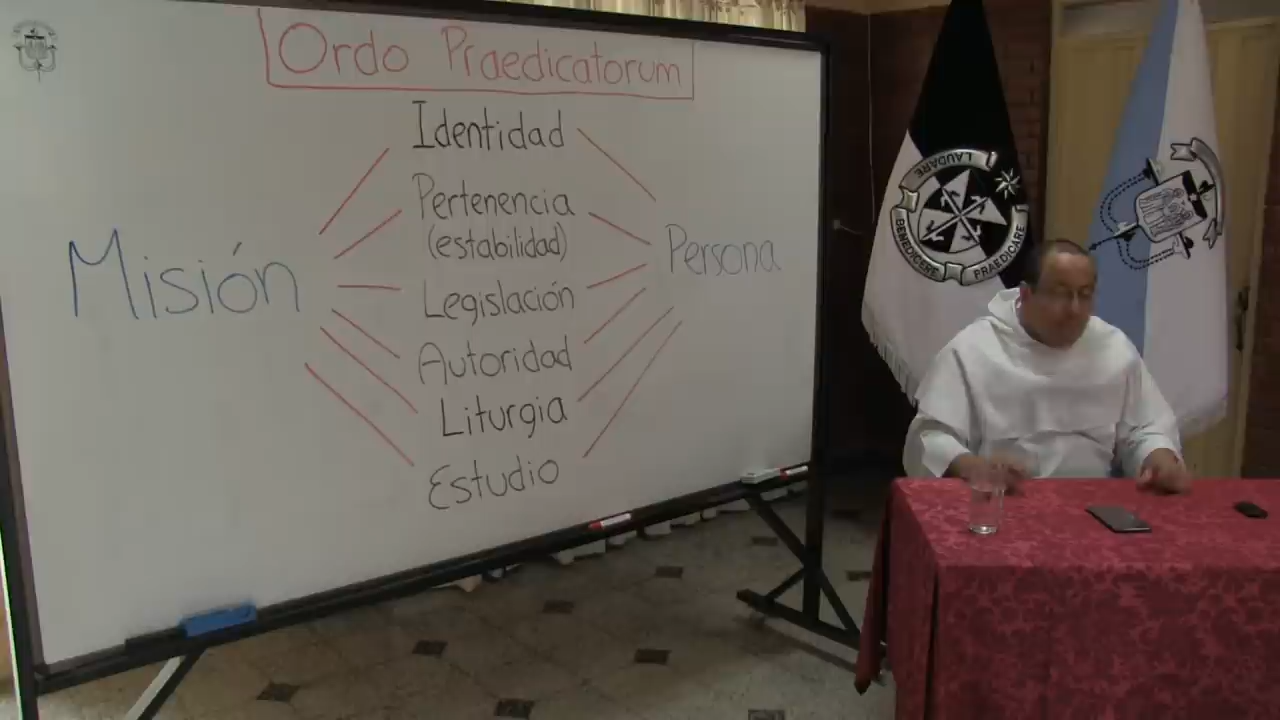 Ordo Praedicatorum
Identidad
Pertenencia
(estabilidad)
Misión
Persona
Legislación
Autoridad
Liturgia
Estudio
LAUDARE
BENEDICERE
PRAEDICARE